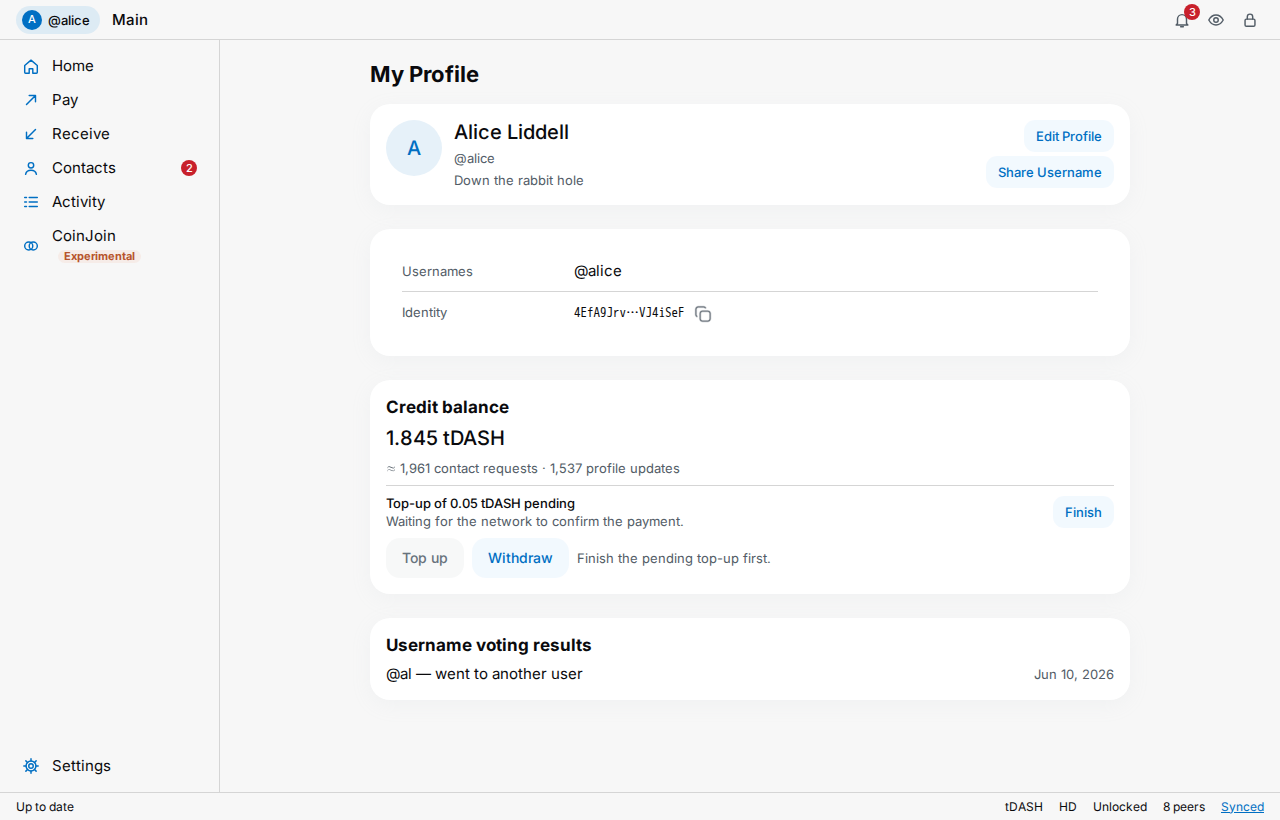 A @alice Main 3
Home
Pay
Receive
Contacts 2
Activity
CoinJoin
Experimental
Settings
My Profile
A
Alice Liddell
@alice
Down the rabbit hole
Edit Profile
Share Username
Usernames @alice
Identity 4EfA9Jrv···VJ4iSeF
Credit balance
1.845 tDASH
≈ 1,961 contact requests · 1,537 profile updates
Top-up of 0.05 tDASH pending
Waiting for the network to confirm the payment.
Finish
Top up Withdraw Finish the pending top-up first.
Username voting results
@al — went to another user Jun 10, 2026
Up to date tDASH HD Unlocked 8 peers Synced